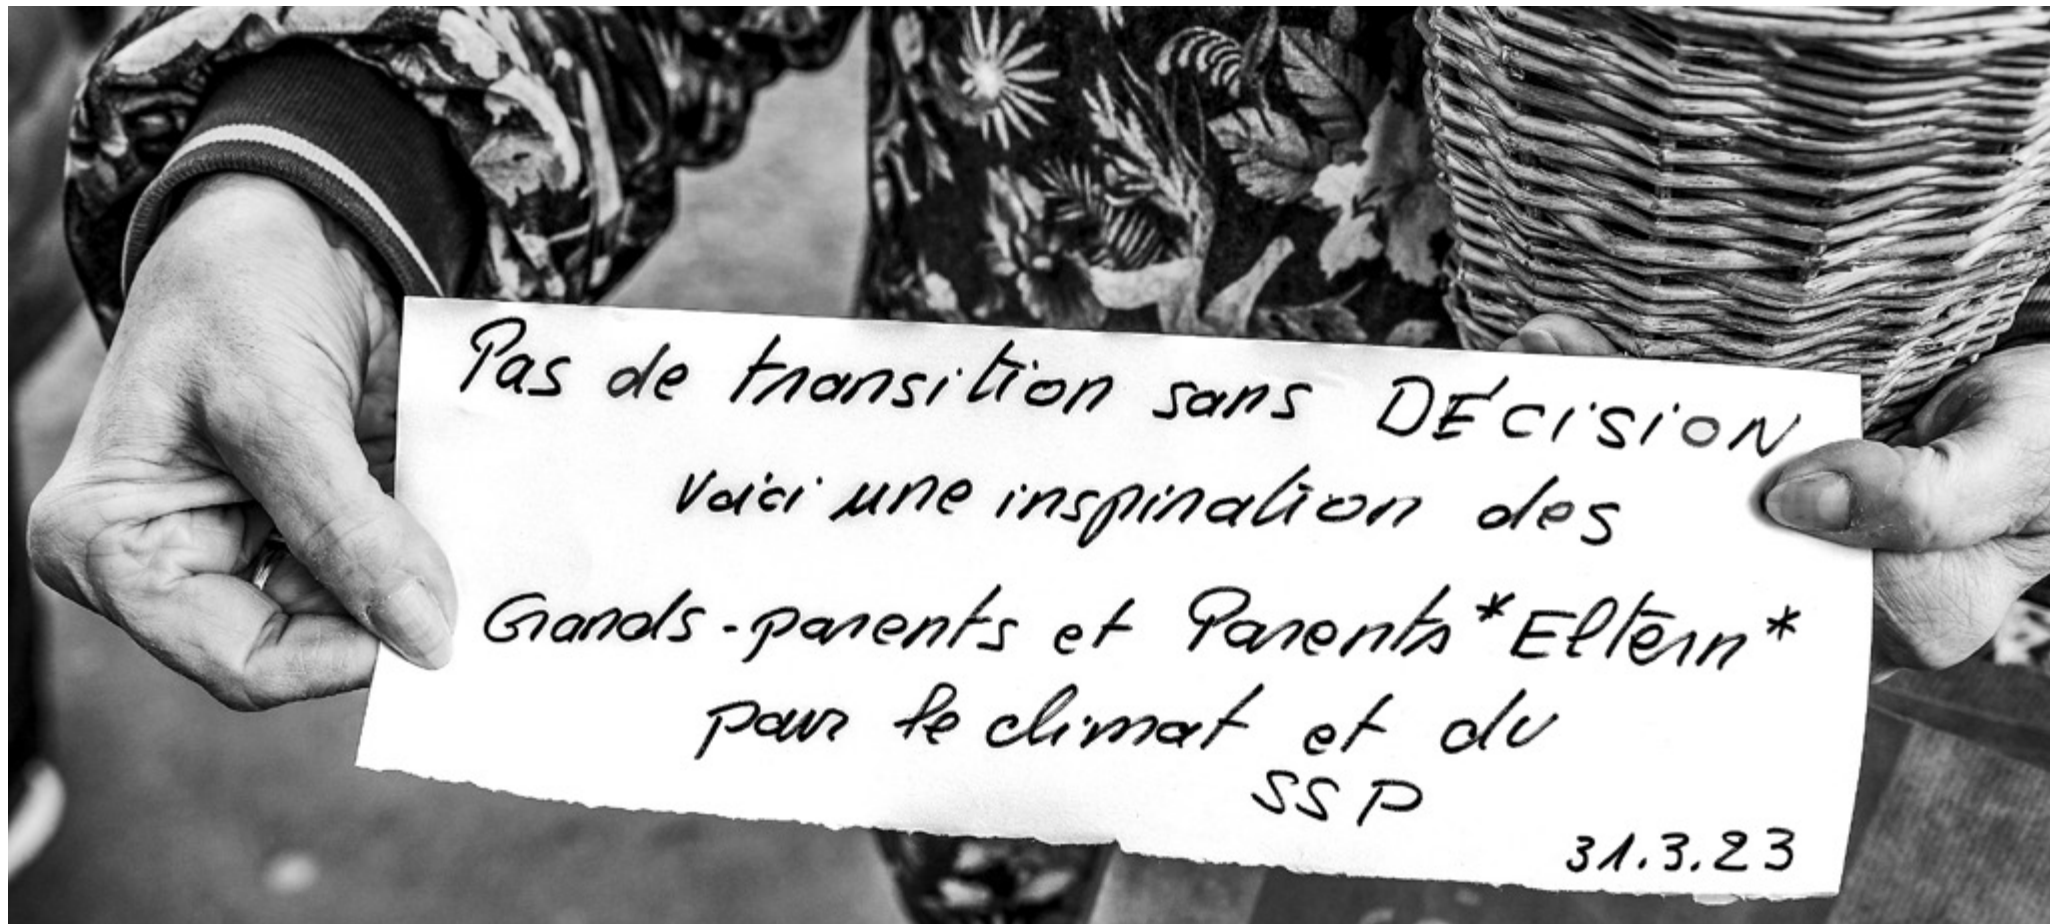 Pas de transition sans DÉCISION
Voici une inspiration des
Grands-parents et Parents *Eltern*
pour le climat et du
SSP
31.3.23